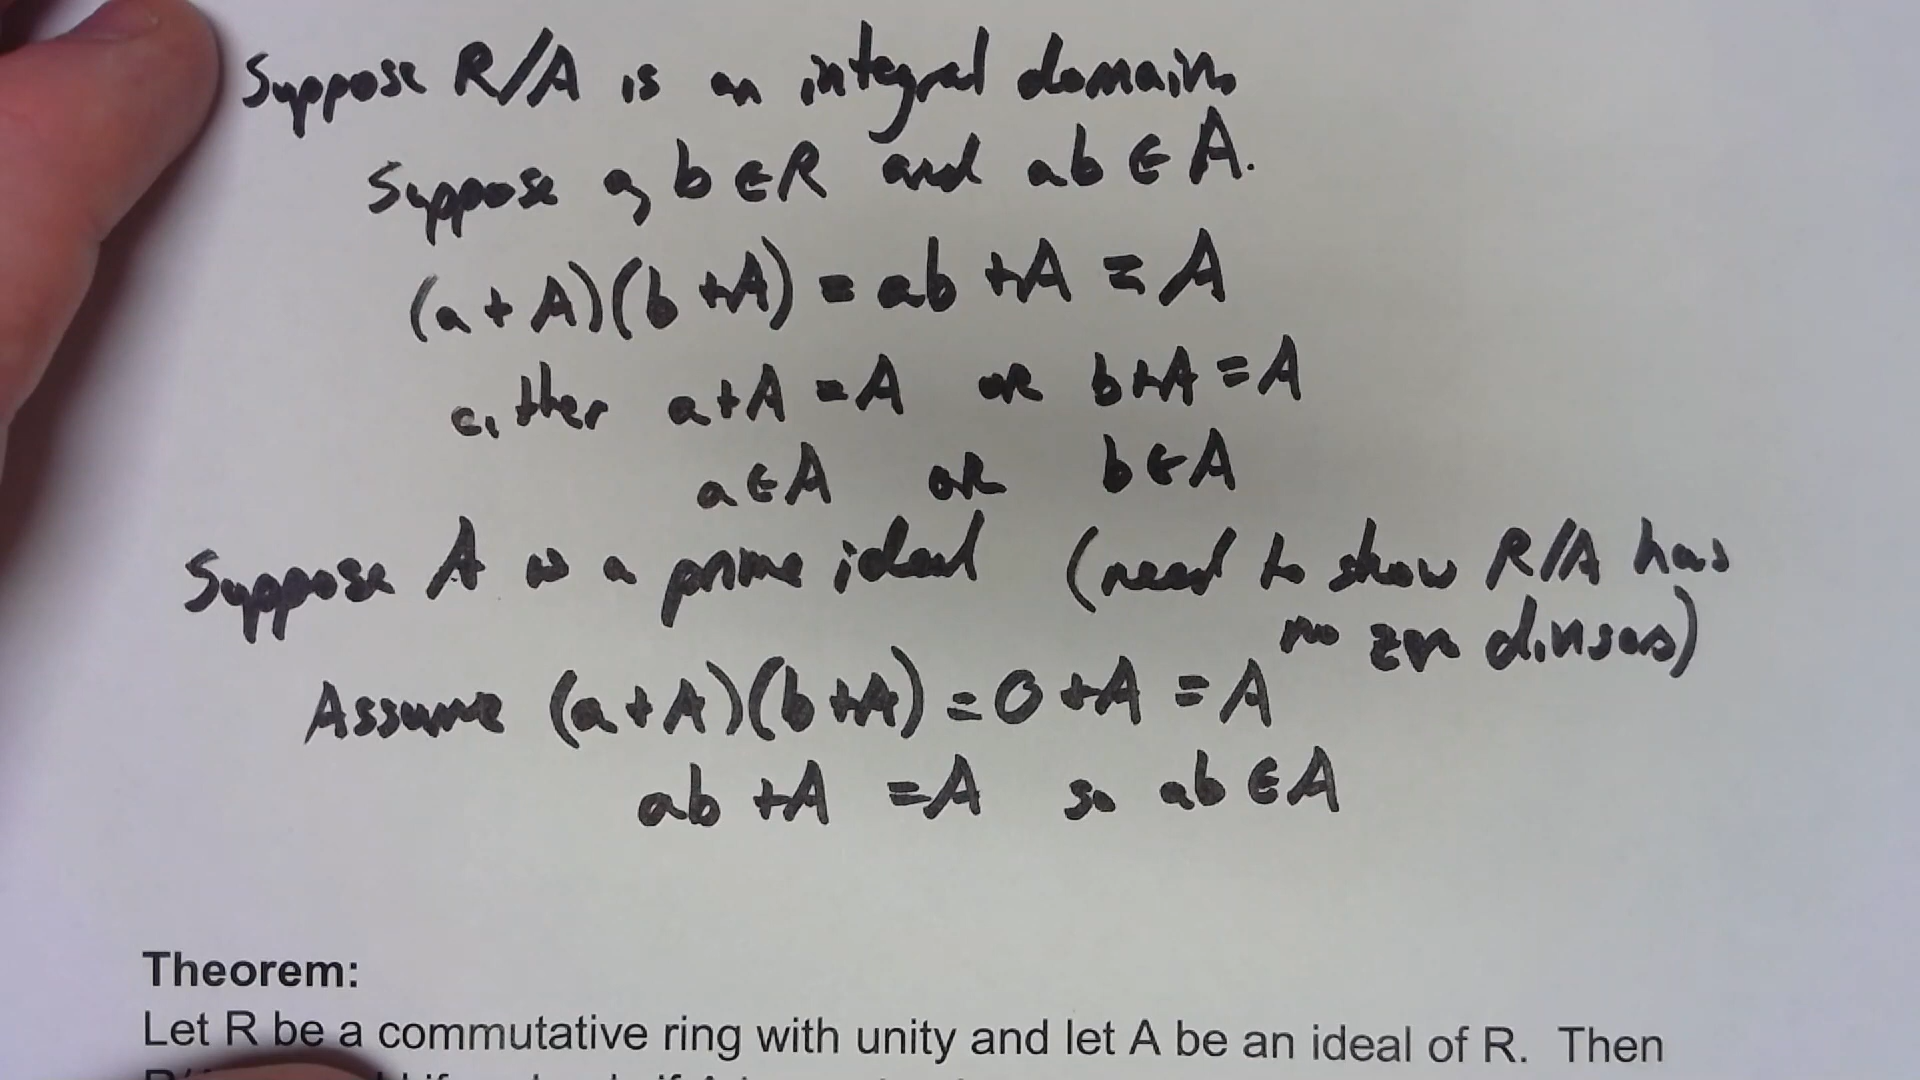 Suppose R/A is an integral domain.
Suppose a, b ∈ R and ab ∈ A.
(a + A)(b + A) = ab + A = A
either a + A = A or b + A = A
a ∈ A or b ∈ A
Suppose A is a prime ideal (need to show R/A has
no zero divisors)
Assume (a + A)(b + A) = 0 + A = A
ab + A = A so ab ∈ A
Theorem:
Let R be a commutative ring with unity and let A be an ideal of R. Then